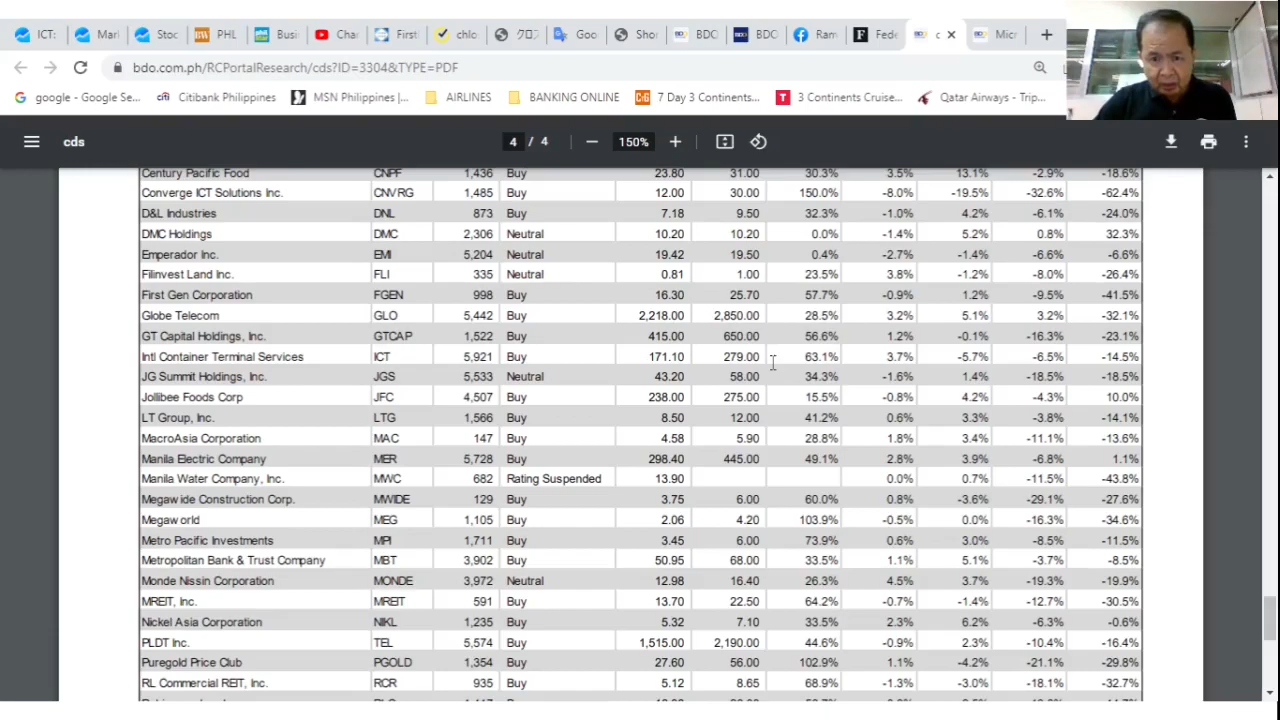 ICT: Mark Stoc PHL Busi Cha First chlo クロ Goo Sho BDC BDO Ram Fede c Micr
bdo.com.ph/RCPortalResearch/cds?ID=3304&TYPE=PDF
google - Google Se... Citibank Philippines MSN Philippines |... AIRLINES BANKING ONLINE 7 Day 3 Continents... 3 Continents Cruise... Qatar Airways - Trip...
cds 4 / 4 150%
Century Pacific Food CNPF 1,436 Buy 23.80 31.00 30.3% 3.5% 13.1% -2.9% -18.6%
Converge ICT Solutions Inc. CNVRG 1,485 Buy 12.00 30.00 150.0% -8.0% -19.5% -32.6% -62.4%
D&L Industries DNL 873 Buy 7.18 9.50 32.3% -1.0% 4.2% -6.1% -24.0%
DMC Holdings DMC 2,306 Neutral 10.20 10.20 0.0% -1.4% 5.2% 0.8% 32.3%
Emperador Inc. EMI 5,204 Neutral 19.42 19.50 0.4% -2.7% -1.4% -6.6% -6.6%
Filinvest Land Inc. FLI 335 Neutral 0.81 1.00 23.5% 3.8% -1.2% -8.0% -26.4%
First Gen Corporation FGEN 998 Buy 16.30 25.70 57.7% -0.9% 1.2% -9.5% -41.5%
Globe Telecom GLO 5,442 Buy 2,218.00 2,850.00 28.5% 3.2% 5.1% 3.2% -32.1%
GT Capital Holdings, Inc. GTCAP 1,522 Buy 415.00 650.00 56.6% 1.2% -0.1% -16.3% -23.1%
Intl Container Terminal Services ICT 5,921 Buy 171.10 279.00 63.1% 3.7% -5.7% -6.5% -14.5%
JG Summit Holdings, Inc. JGS 5,533 Neutral 43.20 58.00 34.3% -1.6% 1.4% -18.5% -18.5%
Jollibee Foods Corp JFC 4,507 Buy 238.00 275.00 15.5% -0.8% 4.2% -4.3% 10.0%
LT Group, Inc. LTG 1,566 Buy 8.50 12.00 41.2% 0.6% 3.3% -3.8% -14.1%
MacroAsia Corporation MAC 147 Buy 4.58 5.90 28.8% 1.8% 3.4% -11.1% -13.6%
Manila Electric Company MER 5,728 Buy 298.40 445.00 49.1% 2.8% 3.9% -6.8% 1.1%
Manila Water Company, Inc. MWC 682 Rating Suspended 13.90 0.0% 0.7% -11.5% -43.8%
Megawide Construction Corp. MWIDE 129 Buy 3.75 6.00 60.0% 0.8% -3.6% -29.1% -27.6%
Megaworld MEG 1,105 Buy 2.06 4.20 103.9% -0.5% 0.0% -16.3% -34.6%
Metro Pacific Investments MPI 1,711 Buy 3.45 6.00 73.9% 0.6% 3.0% -8.5% -11.5%
Metropolitan Bank & Trust Company MBT 3,902 Buy 50.95 68.00 33.5% 1.1% 5.1% -3.7% -8.5%
Monde Nissin Corporation MONDE 3,972 Neutral 12.98 16.40 26.3% 4.5% 3.7% -19.3% -19.9%
MREIT, Inc. MREIT 591 Buy 13.70 22.50 64.2% -0.7% -1.4% -12.7% -30.5%
Nickel Asia Corporation NIKL 1,235 Buy 5.32 7.10 33.5% 2.3% 6.2% -6.3% -0.6%
PLDT Inc. TEL 5,574 Buy 1,515.00 2,190.00 44.6% -0.9% 2.3% -10.4% -16.4%
Puregold Price Club PGOLD 1,354 Buy 27.60 56.00 102.9% 1.1% -4.2% -21.1% -29.8%
RL Commercial REIT, Inc. RCR 935 Buy 5.12 8.65 68.9% -1.3% -3.0% -18.1% -32.7%